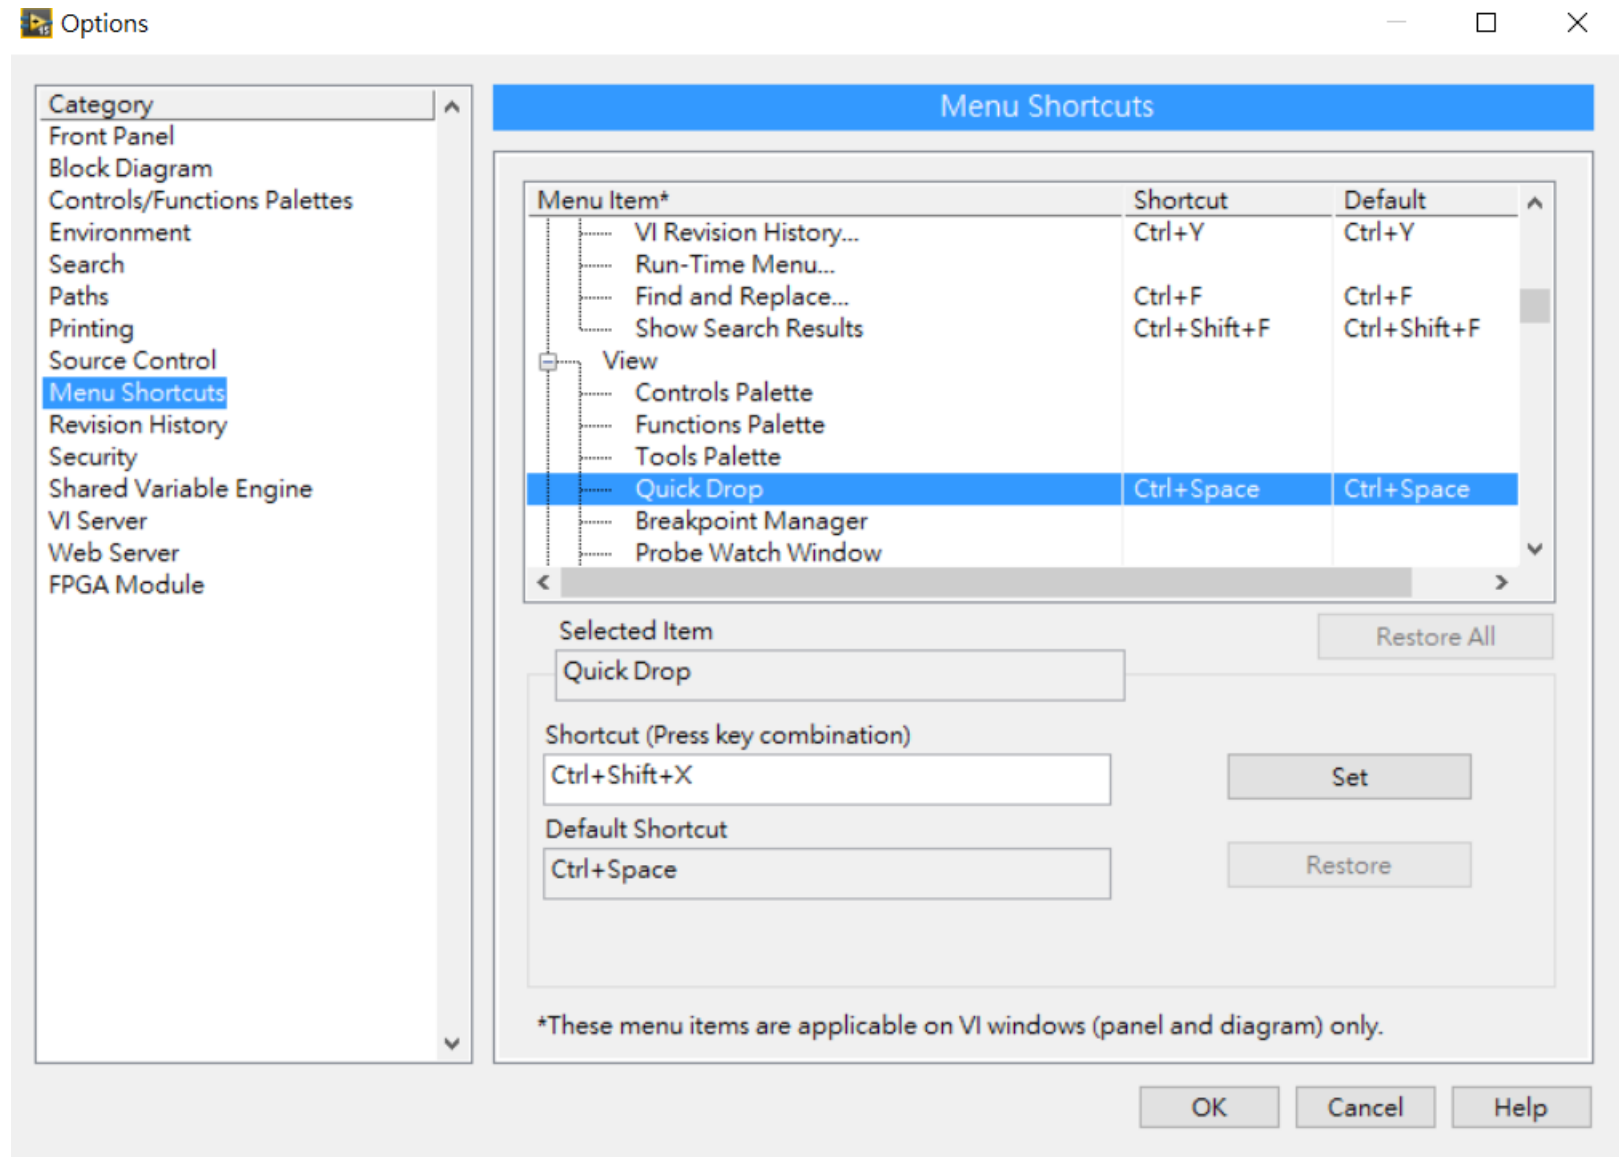 Options
Category
Front Panel
Block Diagram
Controls/Functions Palettes
Environment
Search
Paths
Printing
Source Control
Menu Shortcuts
Revision History
Security
Shared Variable Engine
VI Server
Web Server
FPGA Module
Menu Shortcuts
Menu Item* Shortcut Default
VI Revision History... Ctrl+Y Ctrl+Y
Run-Time Menu...
Find and Replace... Ctrl+F Ctrl+F
Show Search Results Ctrl+Shift+F Ctrl+Shift+F
View
Controls Palette
Functions Palette
Tools Palette
Quick Drop Ctrl+Space Ctrl+Space
Breakpoint Manager
Probe Watch Window
Selected Item
Restore All
Quick Drop
Shortcut (Press key combination)
Ctrl+Shift+X
Set
Default Shortcut
Ctrl+Space
Restore
*These menu items are applicable on VI windows (panel and diagram) only.
OK Cancel Help